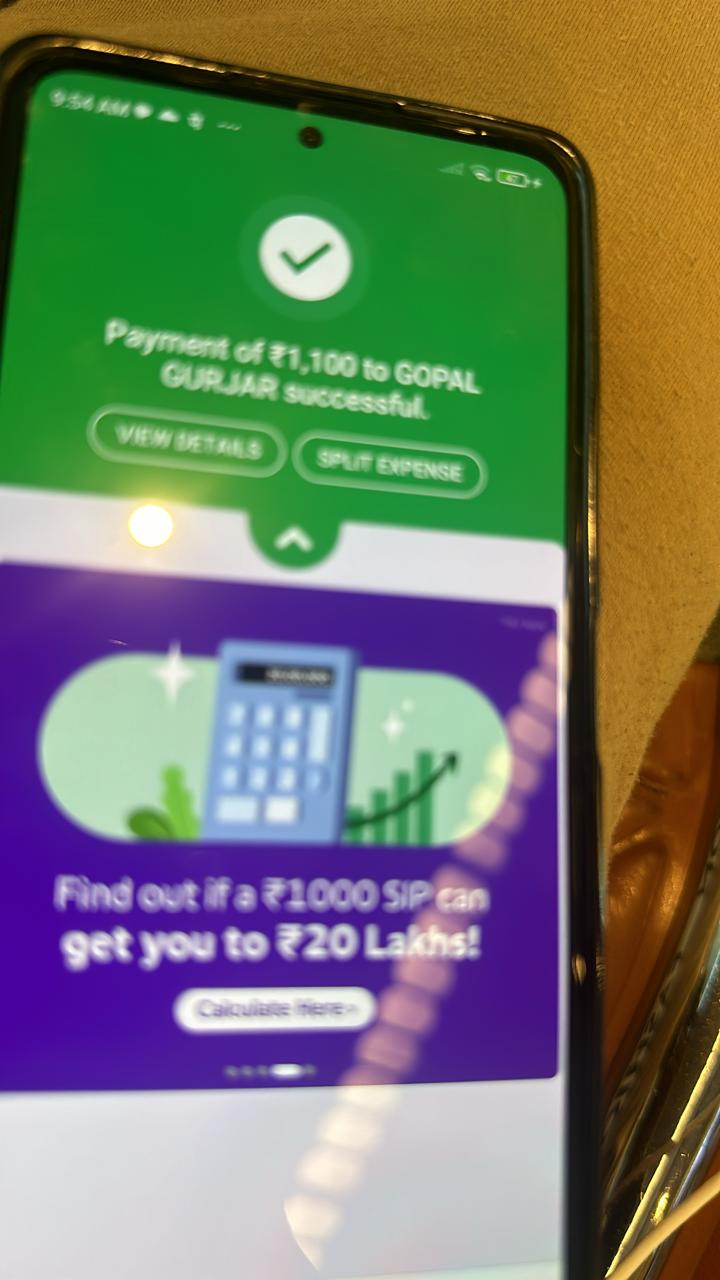 9:54 AM
Payment of ₹1,100 to GOPAL
GURJAR successful.
VIEW DETAILS
SPLIT EXPENSE
Find out if a ₹1000 SIP can
get you to ₹20 Lakhs!
Calculate Here ›